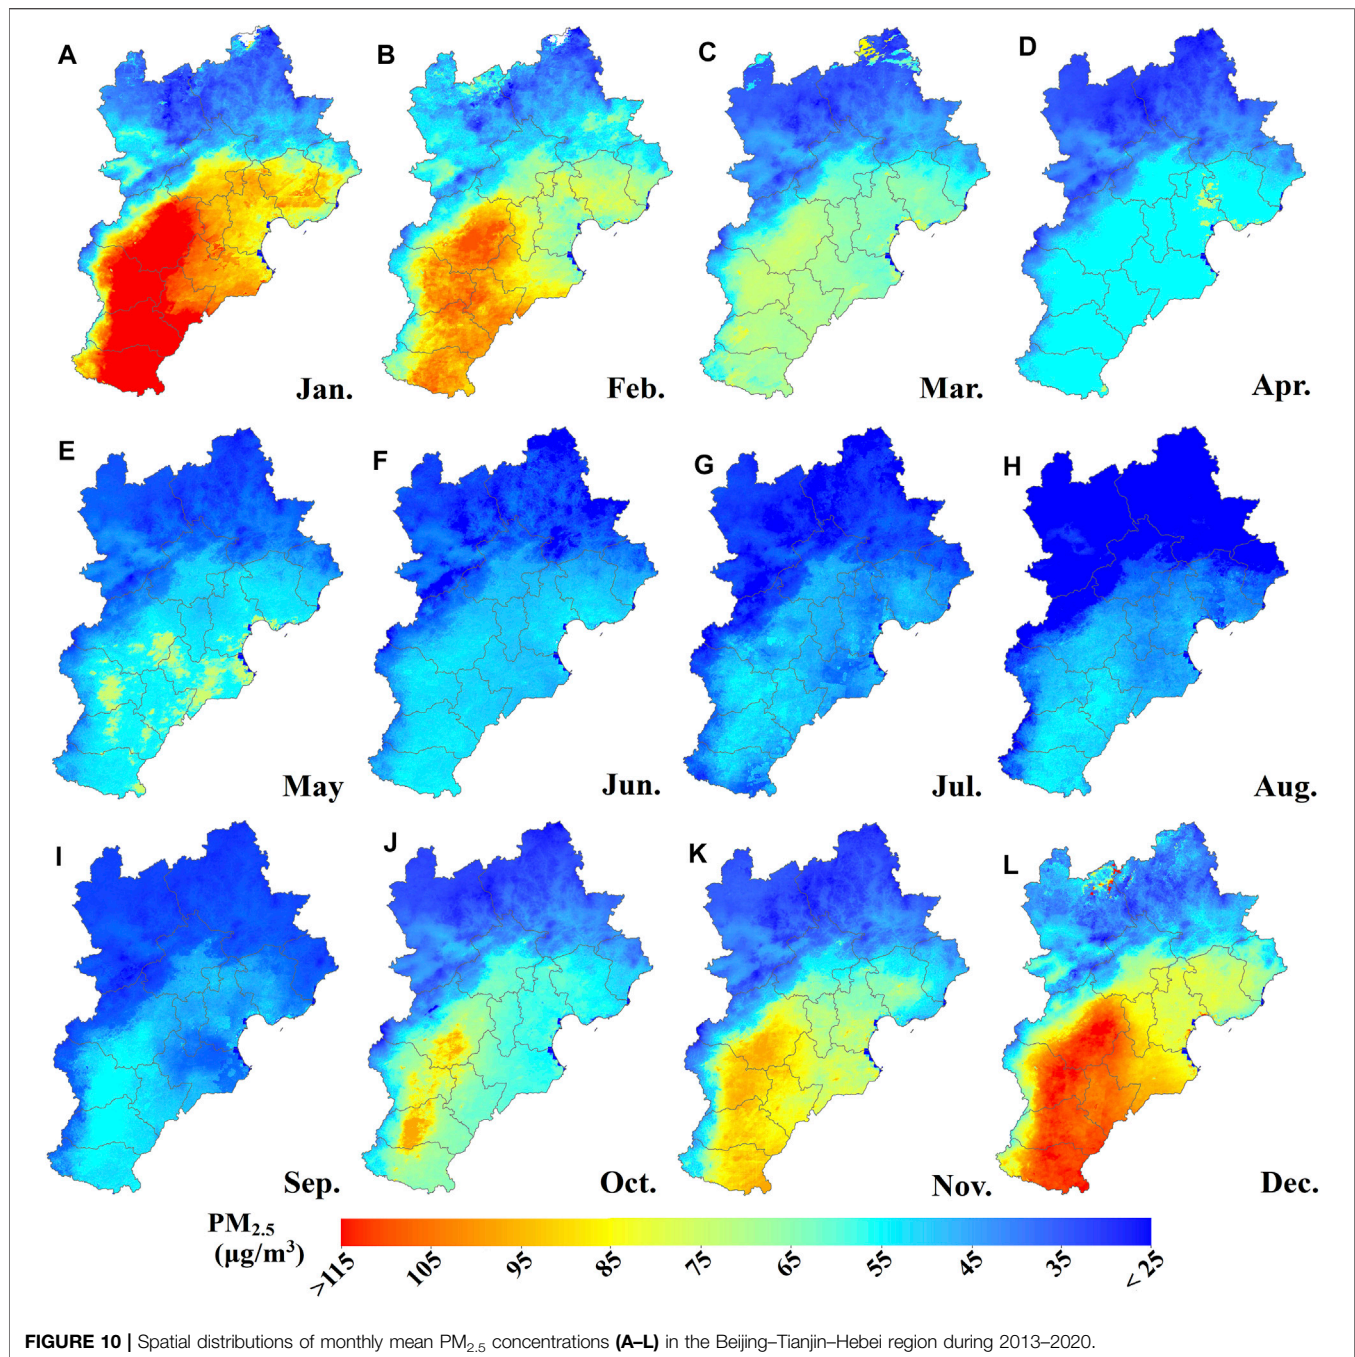 A B C D
Jan. Feb. Mar. Apr.
E F G H
May Jun. Jul. Aug.
I J K L
Sep. Oct. Nov. Dec.
PM2.5
(µg/m³)
>115 105 95 85 75 65 55 45 35 <25
FIGURE 10 | Spatial distributions of monthly mean PM2.5 concentrations (A–L) in the Beijing–Tianjin–Hebei region during 2013–2020.